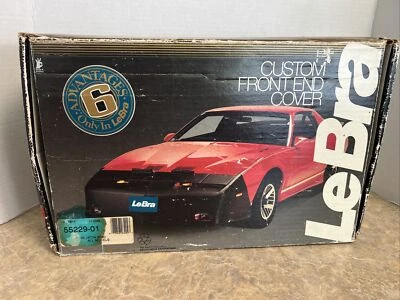 CUSTOM
FRONT END
COVER
LeBra
ADVANTAGES
6
Only In LeBra
LeBra
55229-01